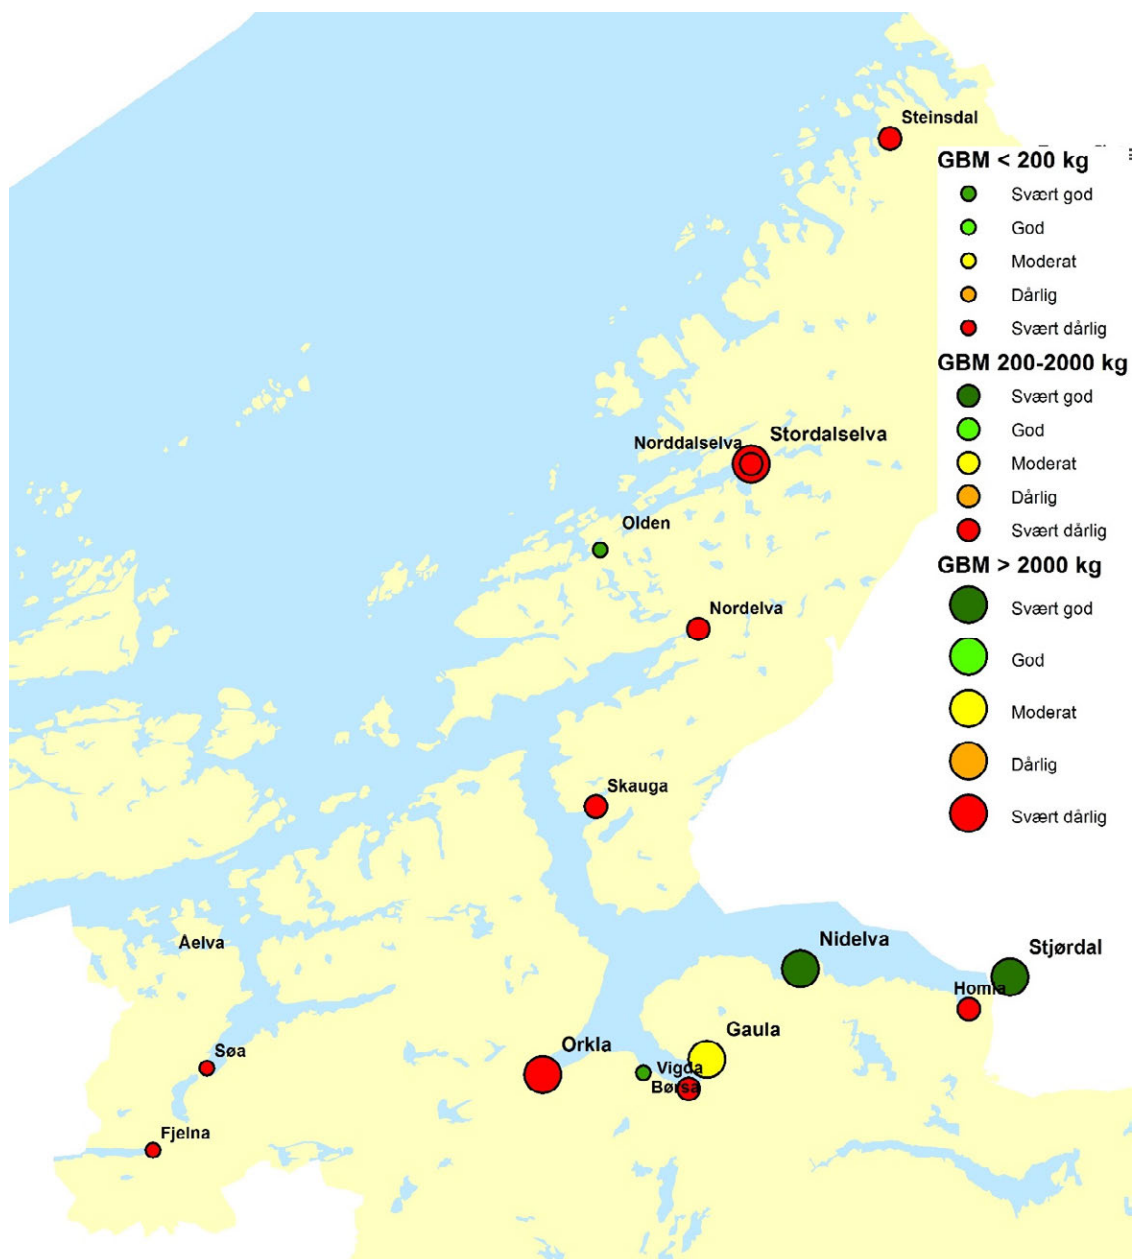 Steinsdal
GBM < 200 kg
Svært god
God
Moderat
Dårlig
Svært dårlig
GBM 200-2000 kg
Svært god
God
Moderat
Dårlig
Svært dårlig
GBM > 2000 kg
Svært god
God
Moderat
Dårlig
Svært dårlig
Norddalselva
Stordalselva
Olden
Nordelva
Skauga
Åelva
Nidelva
Stjørdal
Homla
Gaula
Orkla
Søa
Vigda
Børsa
Fjelna